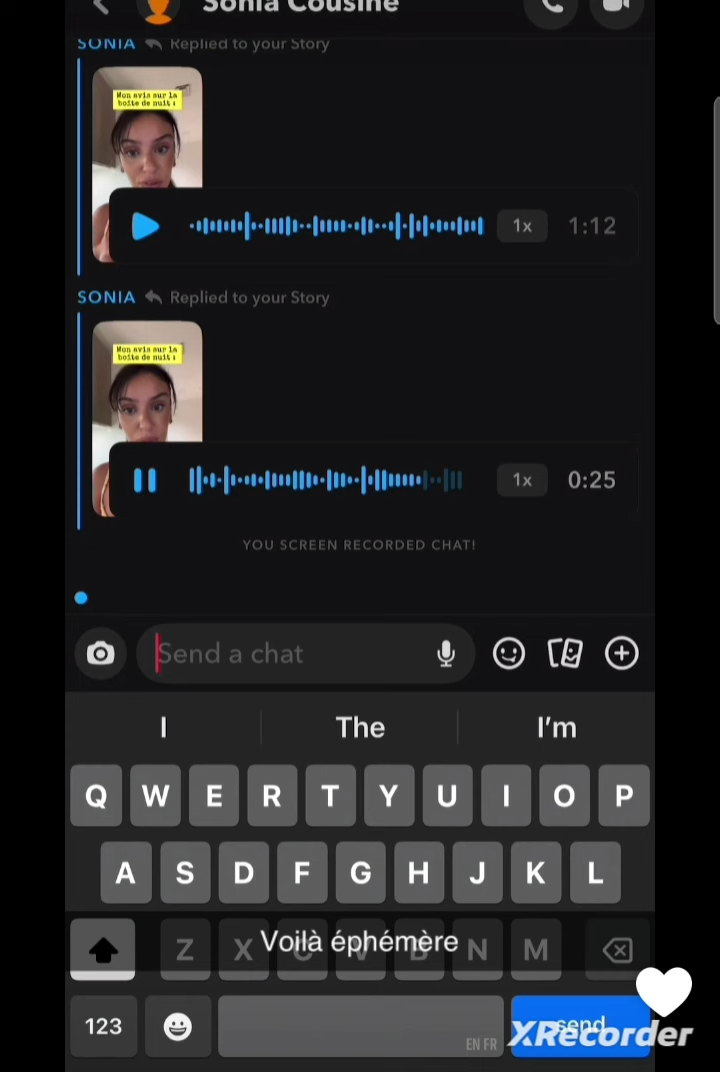 Sonia Cousine
SONIA Replied to your Story
Mon avis sur la
boîte de nuit :
1x 1:12
SONIA Replied to your Story
Mon avis sur la
boîte de nuit :
1x 0:25
YOU SCREEN RECORDED CHAT!
Send a chat
I The I'm
Q W E R T Y U I O P
A S D F G H J K L
Z X C V B N M
Voilà éphémère
123 send
EN FR
XRecorder